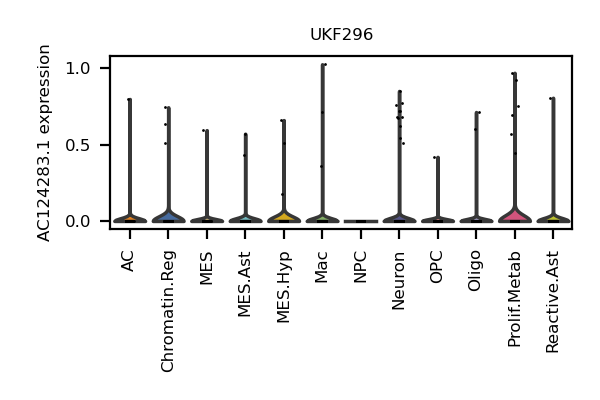 UKF296
AC124283.1 expression
1.0
0.5
0.0
AC
Chromatin.Reg
MES
MES.Ast
MES.Hyp
Mac
NPC
Neuron
OPC
Oligo
Prolif.Metab
Reactive.Ast